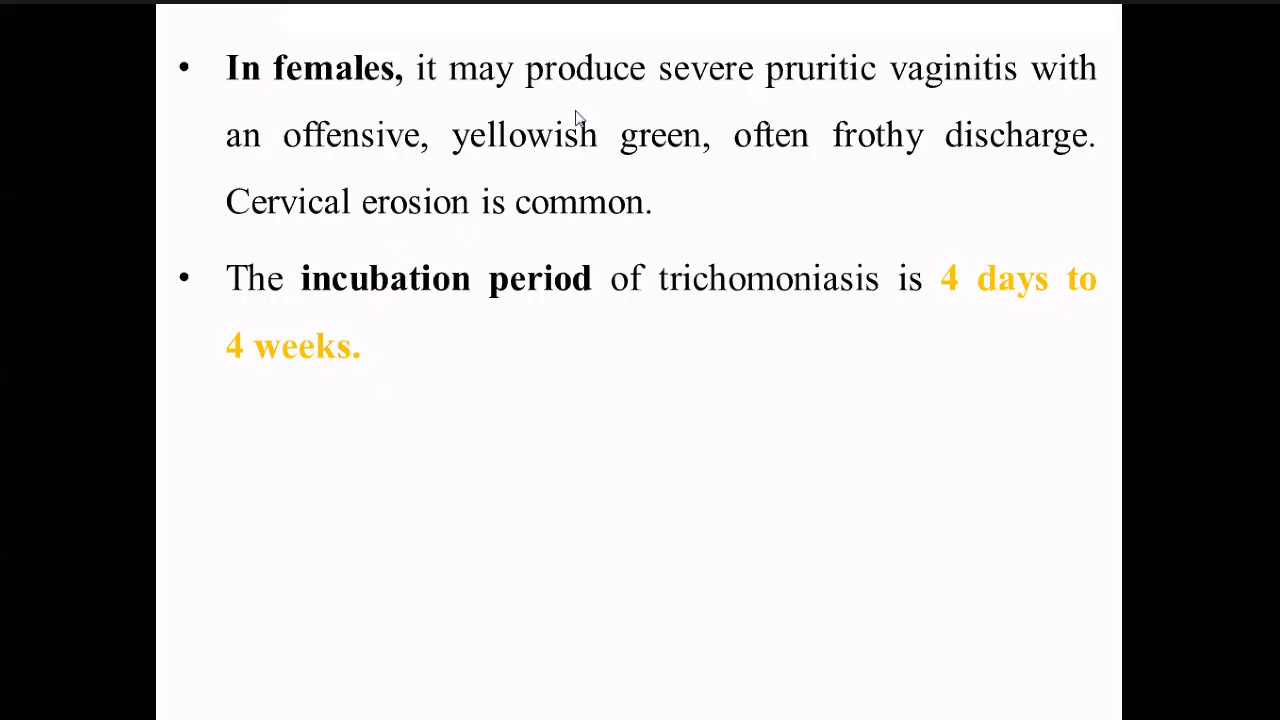 • In females, it may produce severe pruritic vaginitis with
an offensive, yellowish green, often frothy discharge.
Cervical erosion is common.
• The incubation period of trichomoniasis is 4 days to
4 weeks.